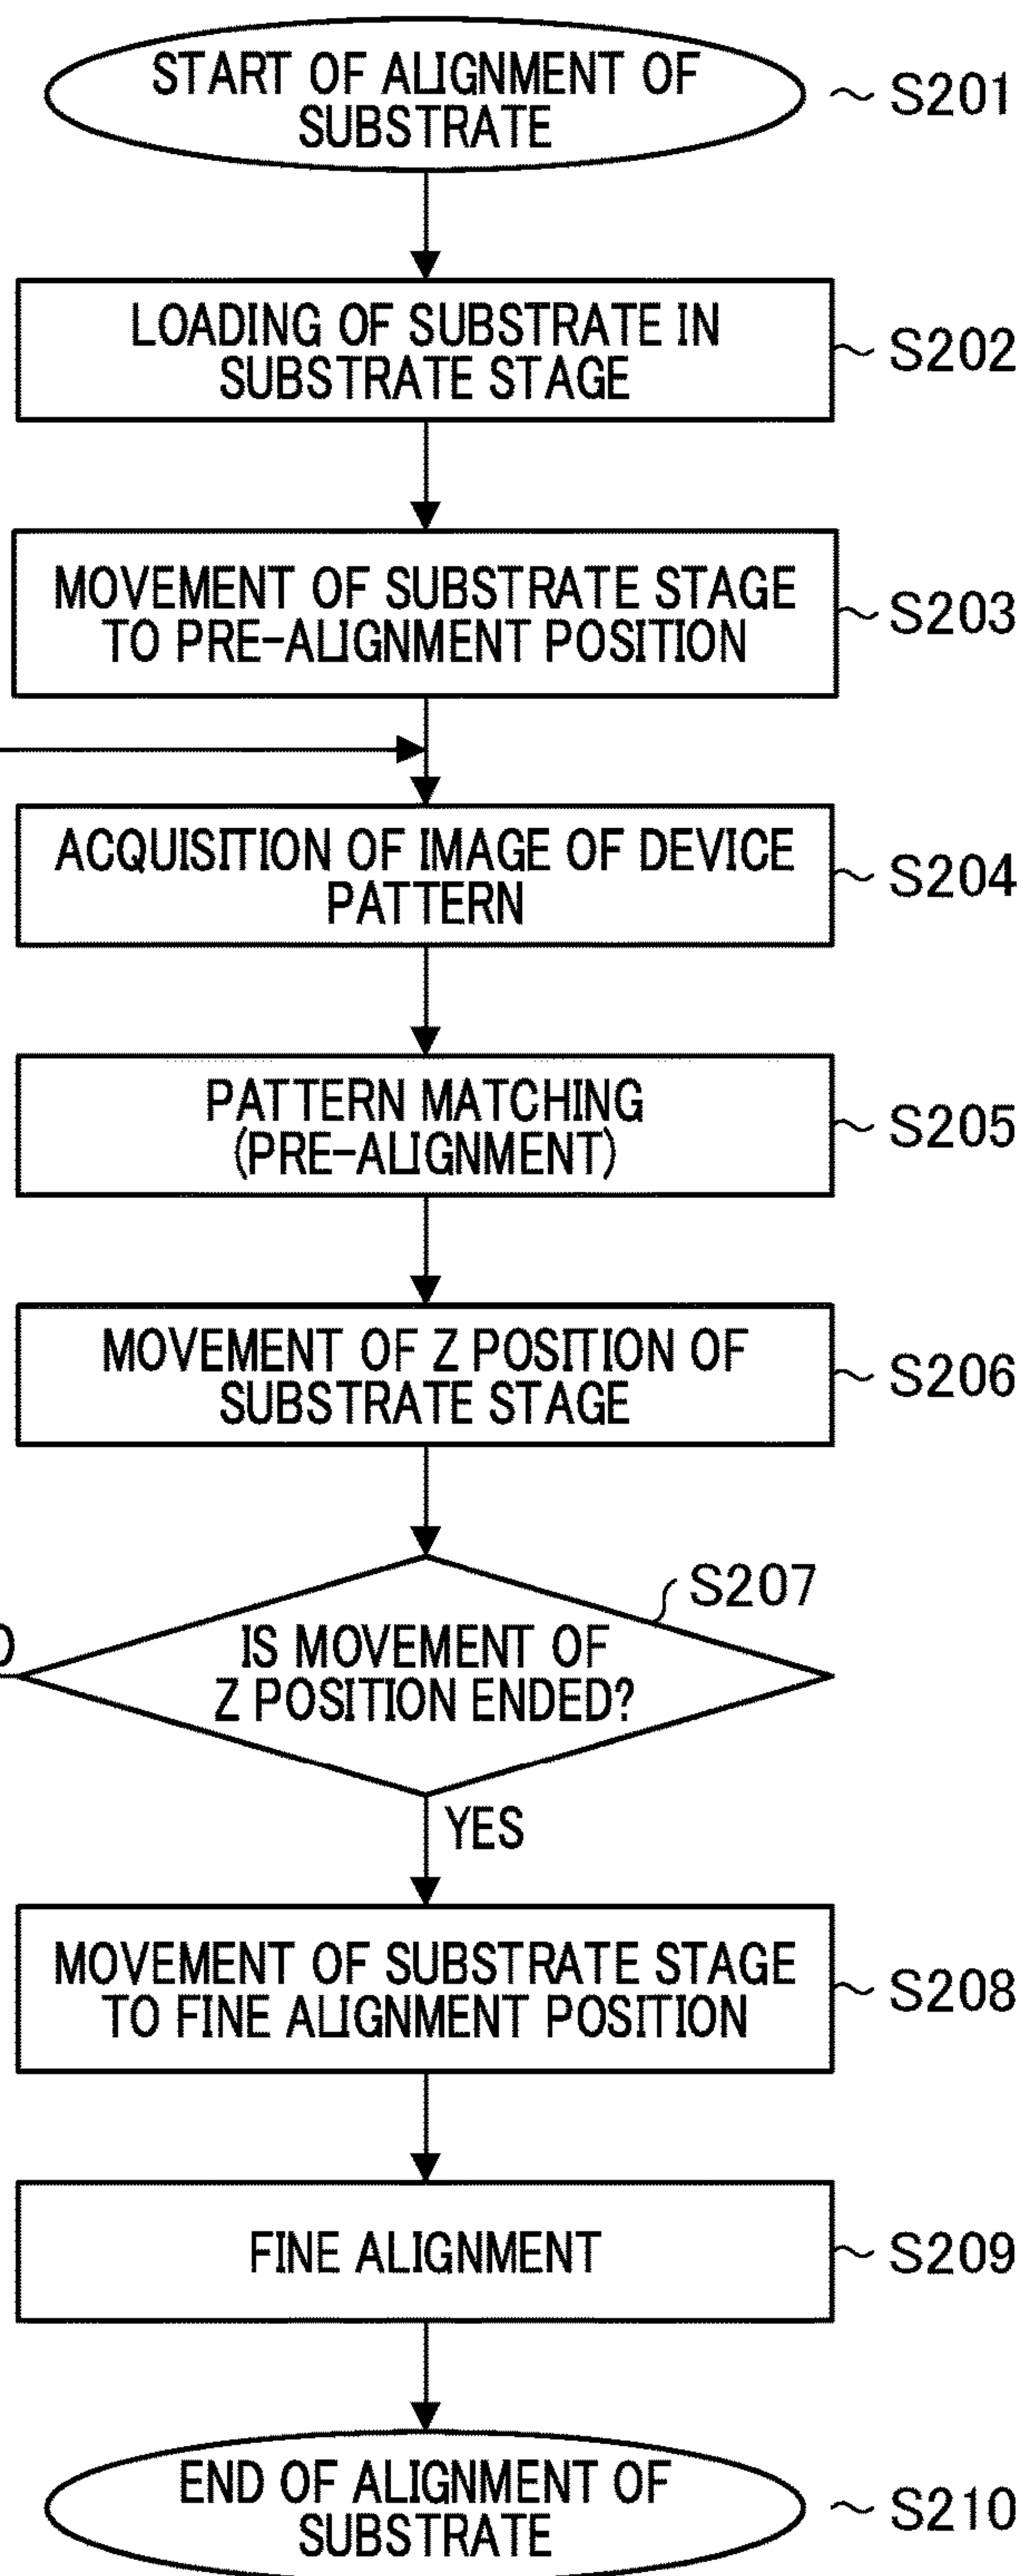 START OF ALIGNMENT OF
SUBSTRATE
S201
LOADING OF SUBSTRATE IN
SUBSTRATE STAGE
S202
MOVEMENT OF SUBSTRATE STAGE
TO PRE-ALIGNMENT POSITION
S203
ACQUISITION OF IMAGE OF DEVICE
PATTERN
S204
PATTERN MATCHING
(PRE-ALIGNMENT)
S205
MOVEMENT OF Z POSITION OF
SUBSTRATE STAGE
S206
S207
IS MOVEMENT OF
Z POSITION ENDED?
YES
MOVEMENT OF SUBSTRATE STAGE
TO FINE ALIGNMENT POSITION
S208
FINE ALIGNMENT
S209
END OF ALIGNMENT OF
SUBSTRATE
S210